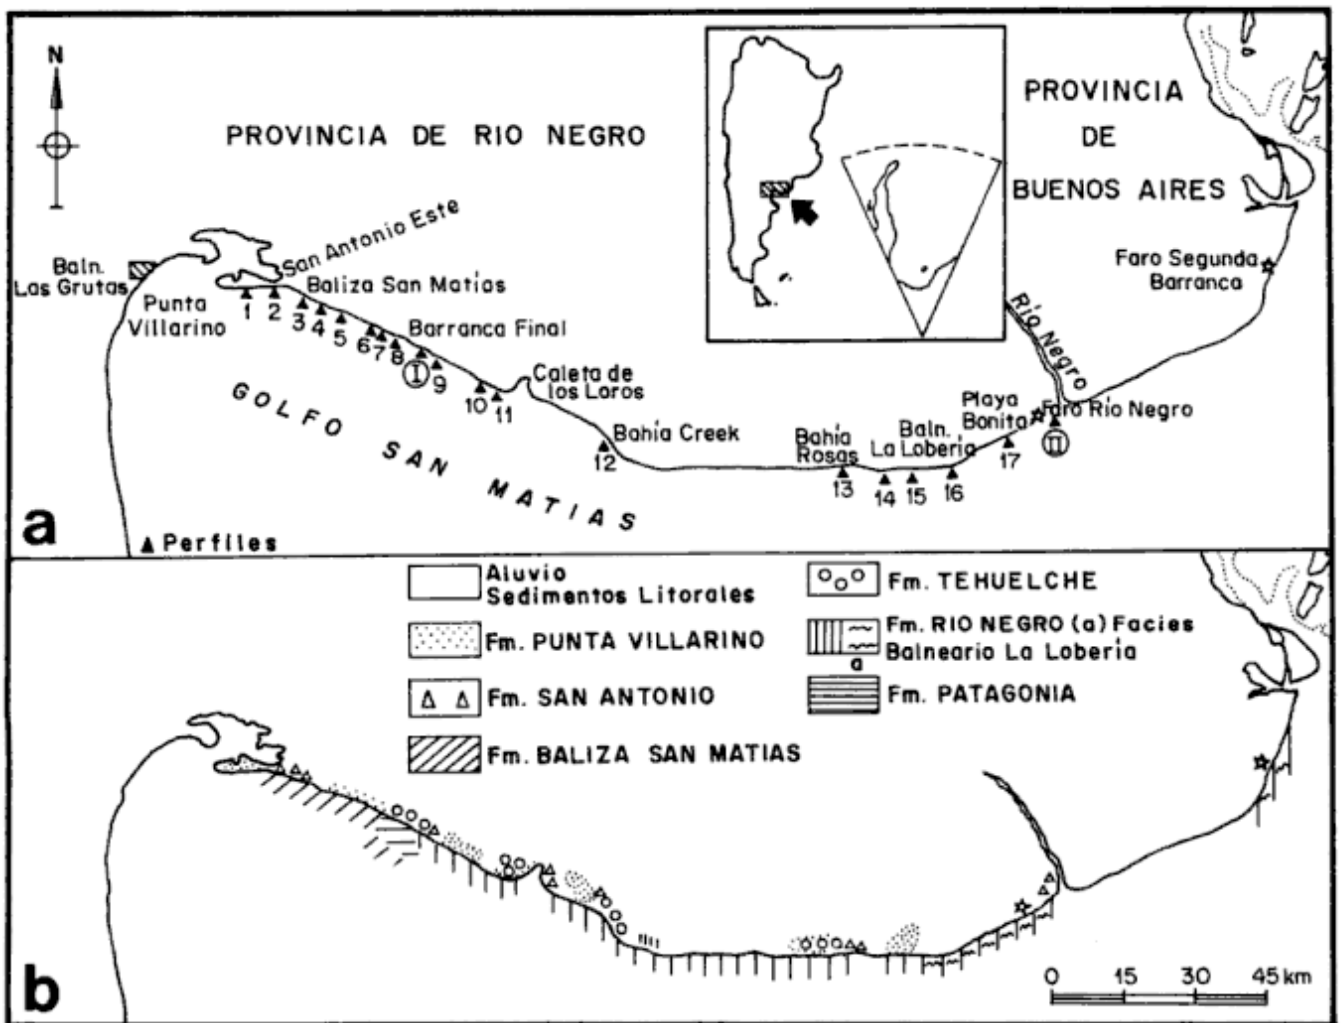 N
PROVINCIA DE RIO NEGRO
PROVINCIA
DE
BUENOS AIRES
San Antonio Este
Baln.
Las Grutas
Punta
Villarino
Baliza San Matías
Barranca Final
Faro Segunda
Barranca
Río Negro
1
2
3
4
5
6
7
8
I
9
10
11
Caleta de
los Loros
GOLFO SAN MATIAS
Bahía Creek
12
Bahía
Rosas
13
Baln.
La Lobería
14
15
16
Playa
Bonita
17
Faro Río Negro
II
a
▲ Perfiles
Aluvio
Sedimentos Litorales
Fm. PUNTA VILLARINO
Fm. SAN ANTONIO
Fm. BALIZA SAN MATIAS
Fm. TEHUELCHE
Fm. RIO NEGRO (a) Facies
Balneario La Lobería
a
Fm. PATAGONIA
b
0 15 30 45 km